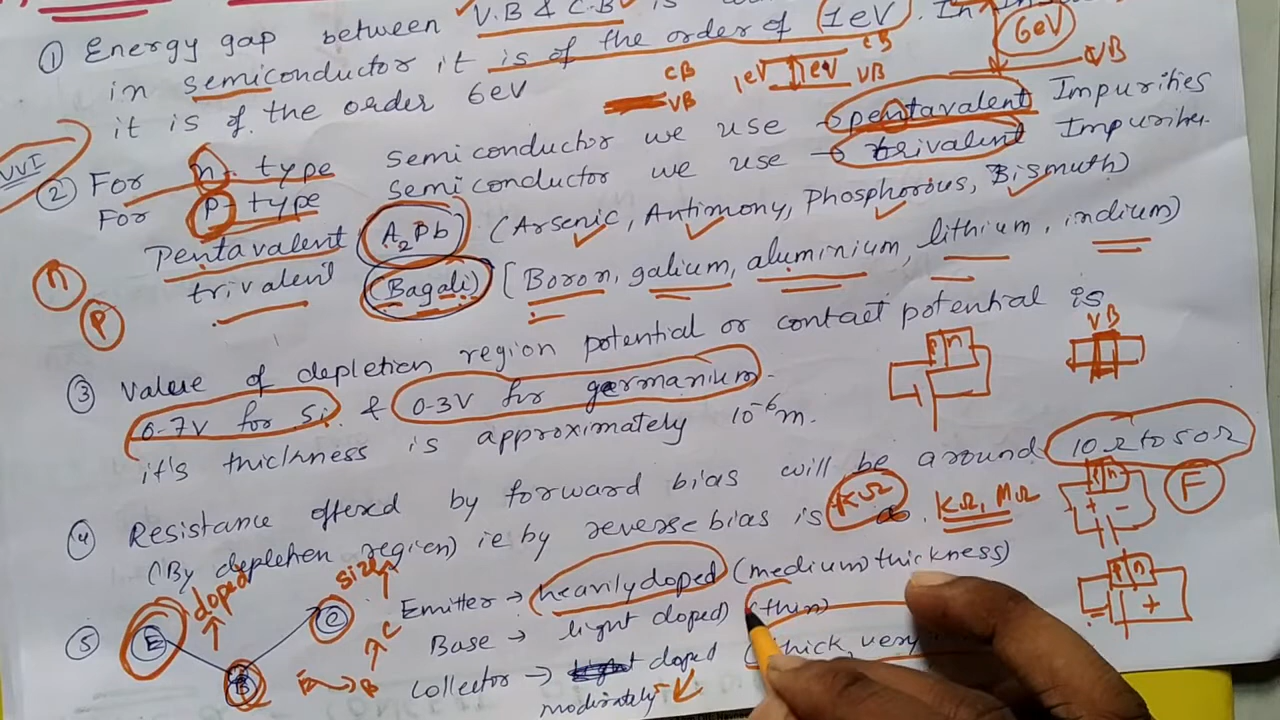 ① Energy gap between V.B & C.B is
in semiconductor it is of the order of (1eV). In
it is of the order 6eV
6eV
CB
VB
1eV 1eV
CB
VB
VVI
② For n-type semiconductor we use → pentavalent Impurities
For P-type semiconductor we use → trivalent Impurities.
Pentavalent (A₂Pb) (Arsenic, Antimony, Phosphorous, Bismuth)
trivalent (Bagali) [Boron, galium, aluminium, lithium, indium)
n
P
③ Value of depletion region potential or contact potential is
0.7V for Si & 0.3V for germanium.
it's thickness is approximately 10⁻⁶m.
VB
P n
④ Resistance offered by forward bias will be around 10Ω to 50Ω
(By depletion region) ie by reverse bias is KΩ. KΩ, MΩ
P n
+ -
F
P n
+
⑤ E B C
doped
size
E → B → C
Emitter → heavily doped (medium) thickness)
Base → light doped) (thin)
Collector → moderately doped (thick, very